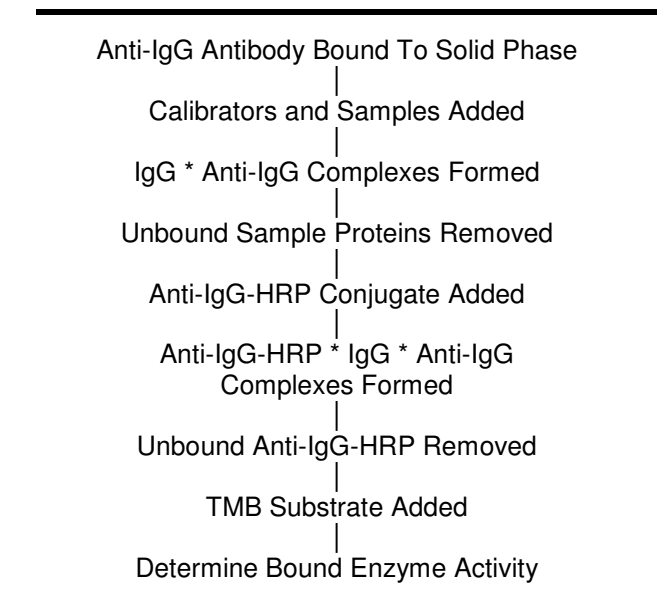 Anti-IgG Antibody Bound To Solid Phase
Calibrators and Samples Added
IgG * Anti-IgG Complexes Formed
Unbound Sample Proteins Removed
Anti-IgG-HRP Conjugate Added
Anti-IgG-HRP * IgG * Anti-IgG
Complexes Formed
Unbound Anti-IgG-HRP Removed
TMB Substrate Added
Determine Bound Enzyme Activity